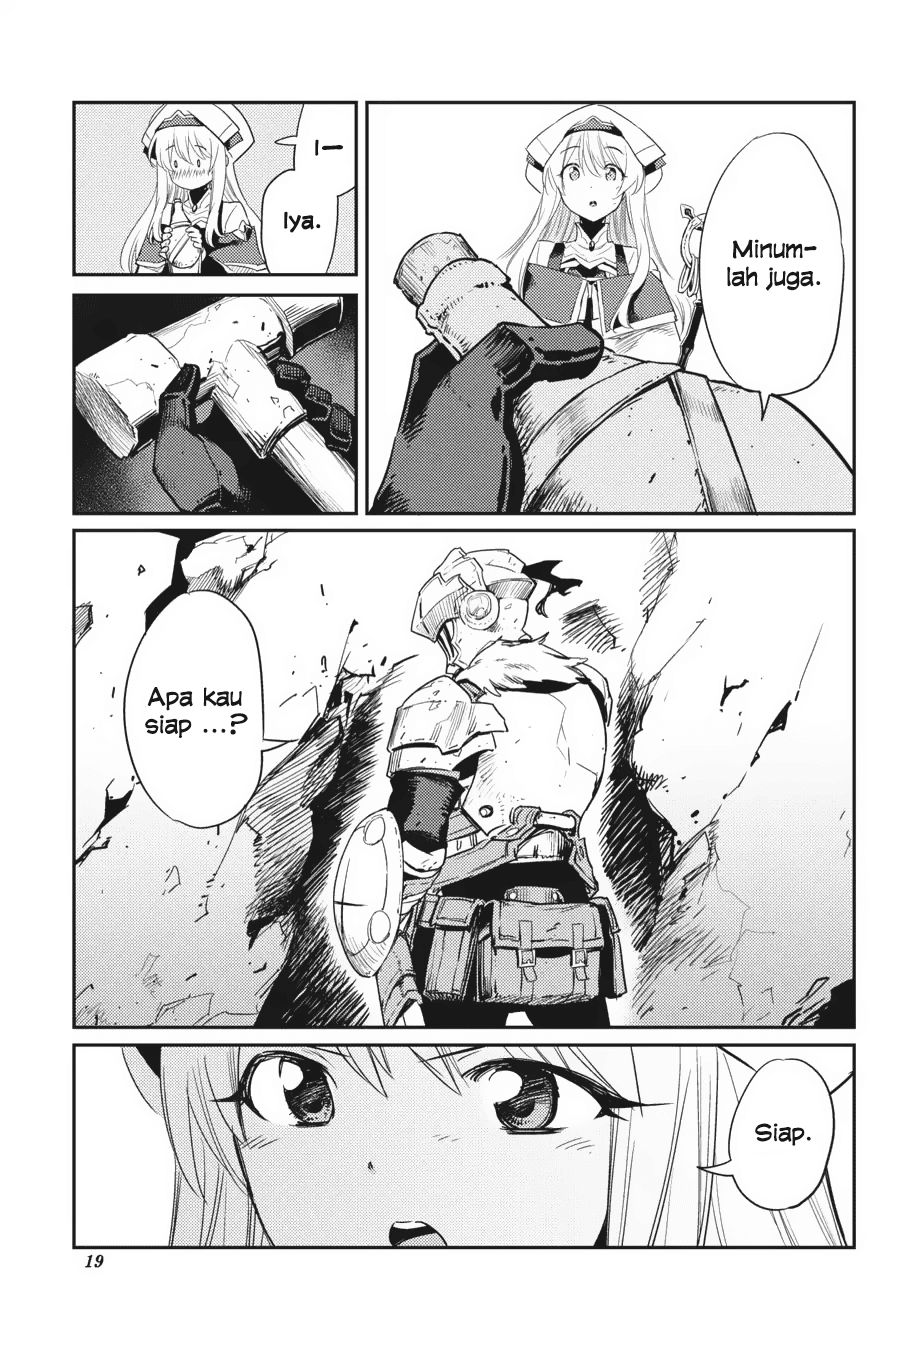 Minum-
lah juga.
I—
Iya.
Apa kau
siap ...?
Siap.
19